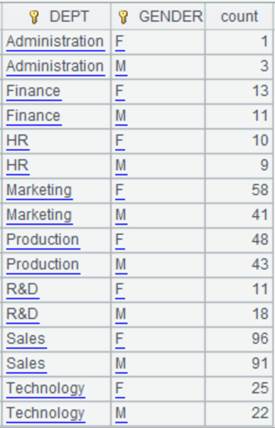 DEPT GENDER count
Administration F 1
Administration M 3
Finance F 13
Finance M 11
HR F 10
HR M 9
Marketing F 58
Marketing M 41
Production F 48
Production M 43
R&D F 11
R&D M 18
Sales F 96
Sales M 91
Technology F 25
Technology M 22